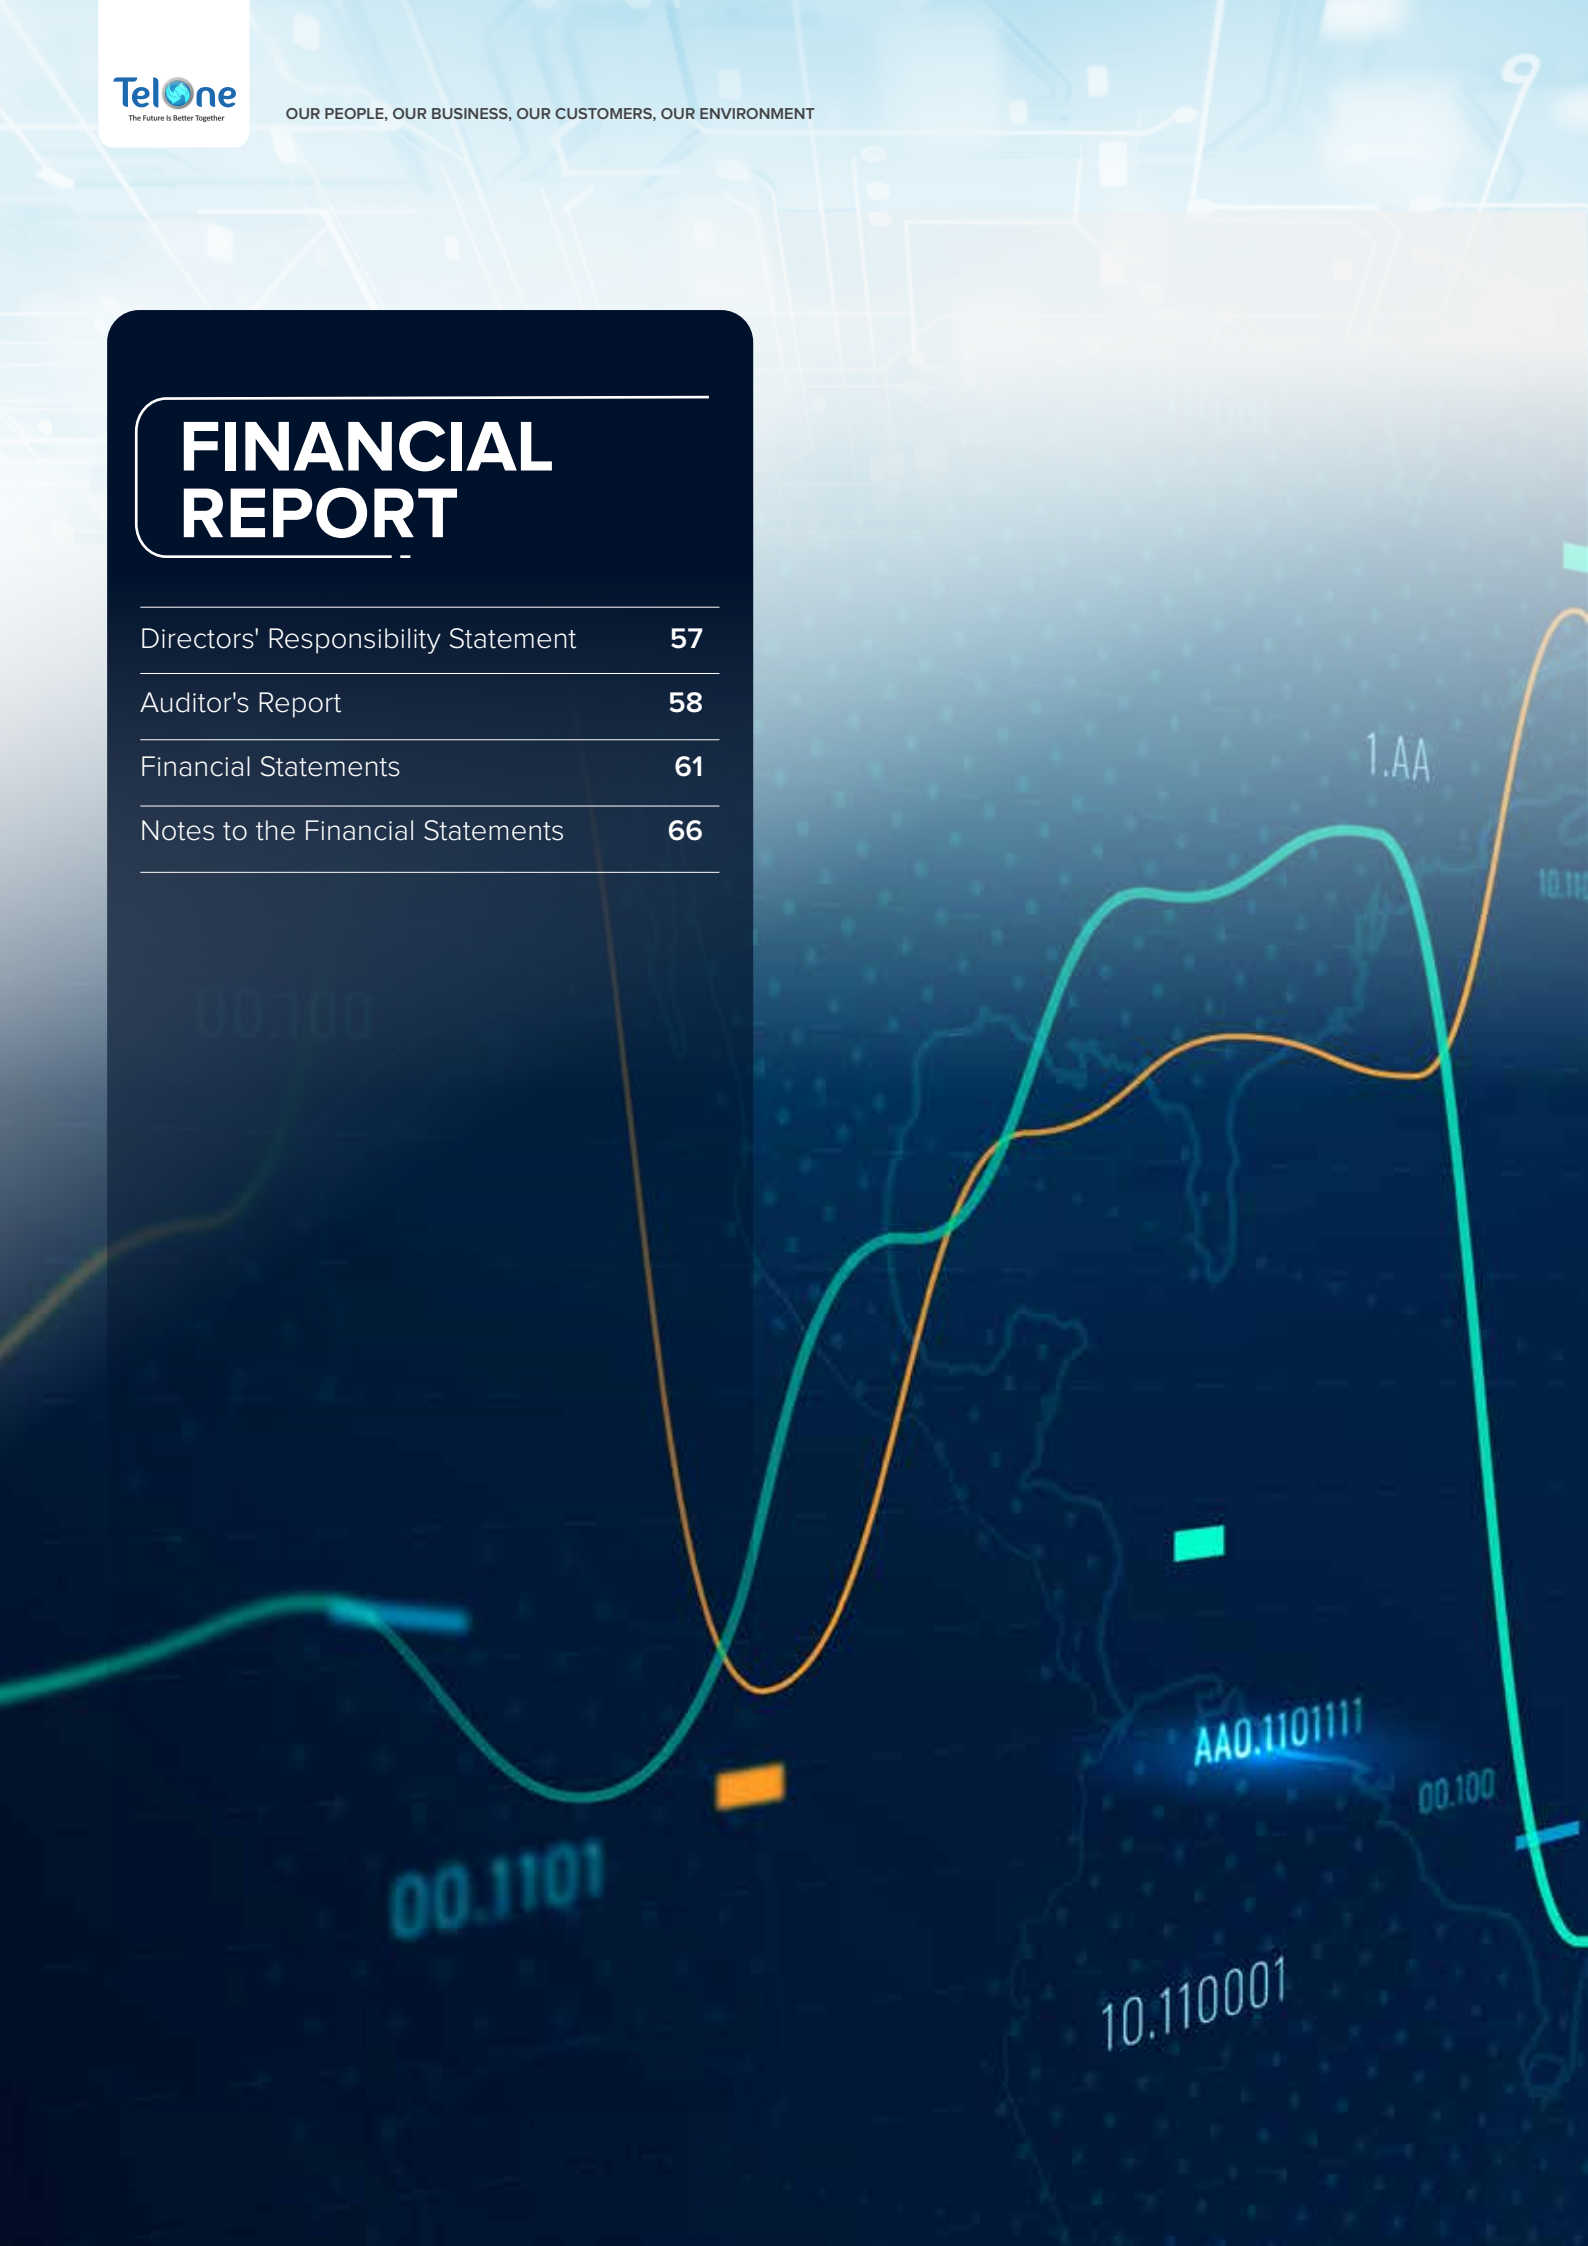 TelOne
The Future Is Better Together
OUR PEOPLE, OUR BUSINESS, OUR CUSTOMERS, OUR ENVIRONMENT
FINANCIAL
REPORT
Directors' Responsibility Statement 57
Auditor's Report 58
Financial Statements 61
Notes to the Financial Statements 66
1.AA
00.100
AA0.1101111
00.100
00.1101
10.110001